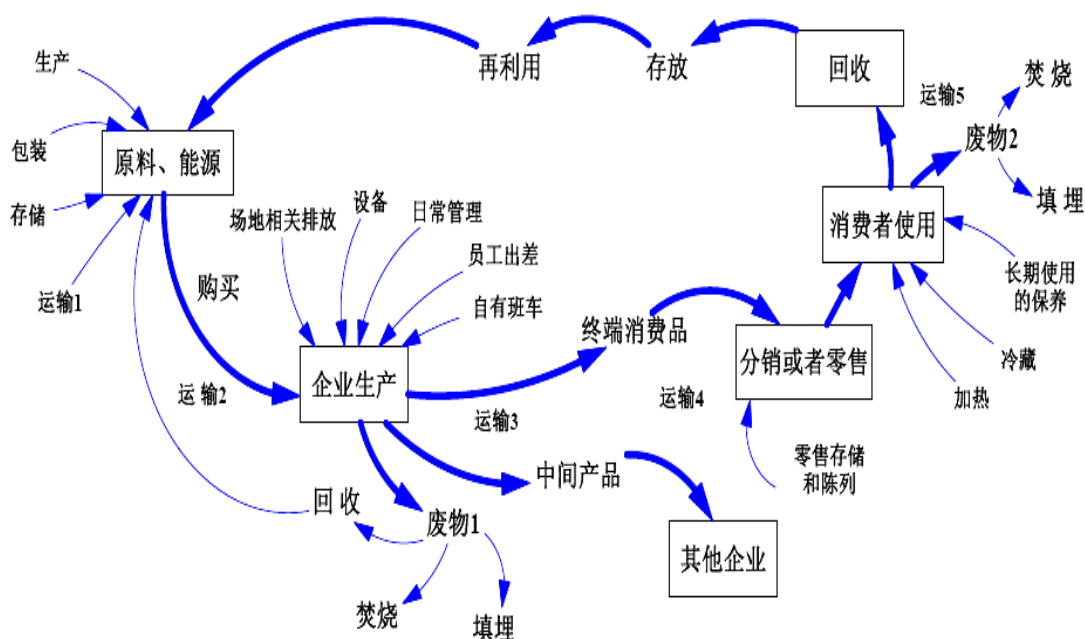 回收
焚 烧
再利用
存放
生产
运输5
废物2
包装
原料、能源
填 埋
存储
场地相关排放
设备
日常管理
消费者使用
员工出差
长期使用
的保养
运输1
购买
自有班车
终端消费品
分销或者零售
冷藏
企业生产
运 输2
运输3
运输4
加热
零售存储
和陈列
中间产品
回 收
废物1
其他企业
焚烧
填埋